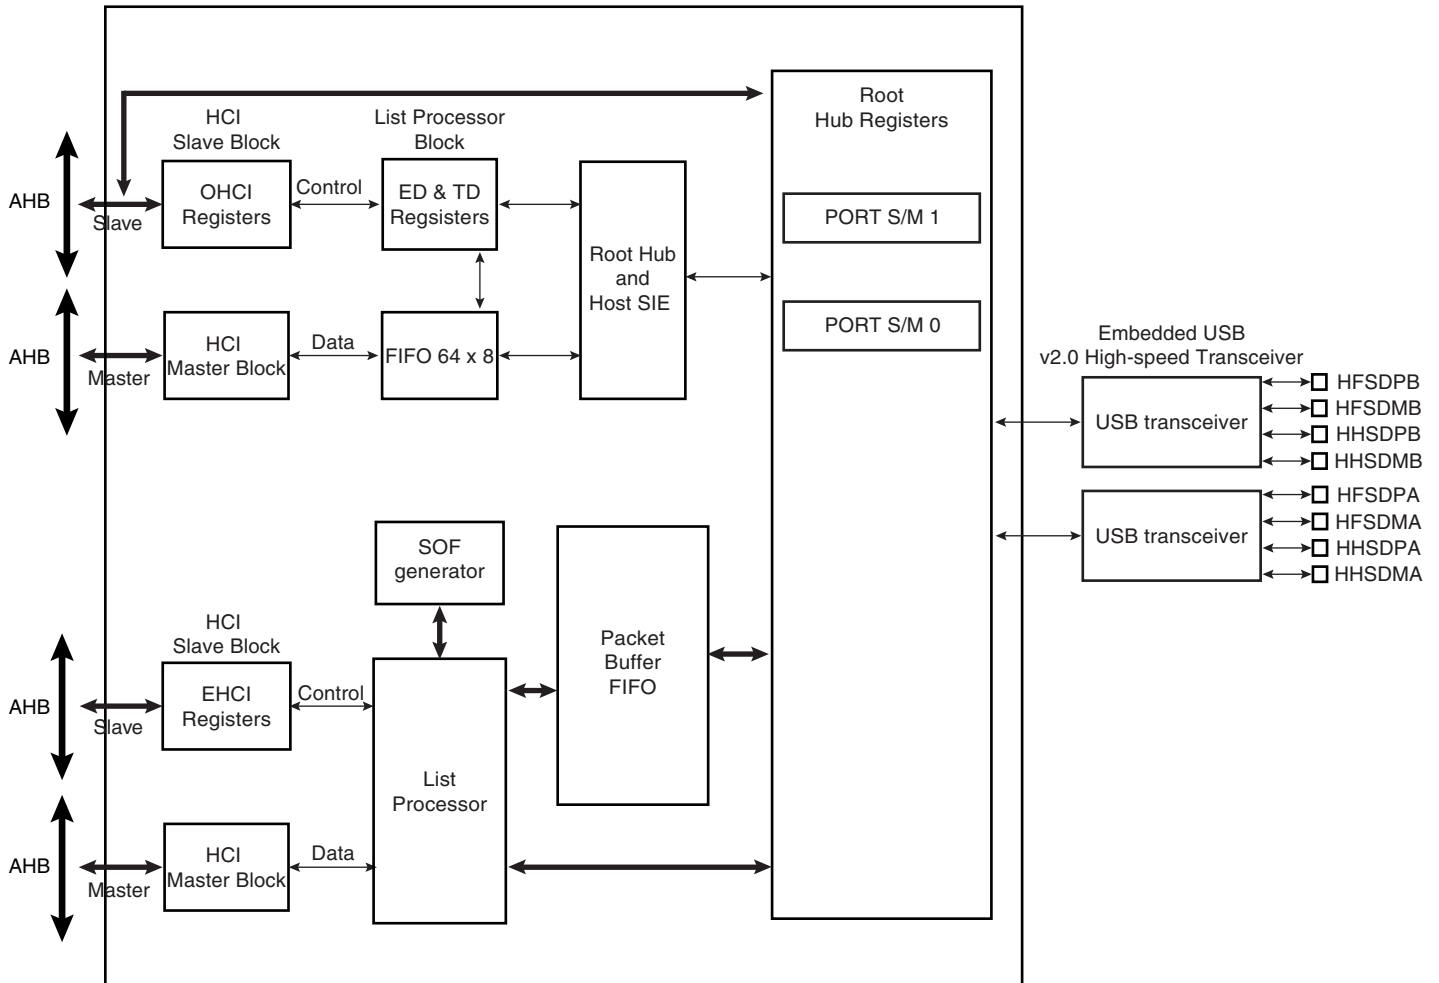 HCI
Slave Block
List Processor
Block
Root
Hub Registers
AHB
Slave
OHCI
Registers
Control
ED & TD
Regsisters
PORT S/M 1
Root Hub
and
Host SIE
PORT S/M 0
AHB
Master
HCI
Master Block
Data
FIFO 64 x 8
Embedded USB
v2.0 High-speed Transceiver
USB transceiver
HFSDPB
HFSDMB
HHSDPB
HHSDMB
USB transceiver
HFSDPA
HFSDMA
HHSDPA
HHSDMA
SOF
generator
HCI
Slave Block
Packet
Buffer
FIFO
AHB
Slave
EHCI
Registers
Control
List
Processor
AHB
Master
HCI
Master Block
Data